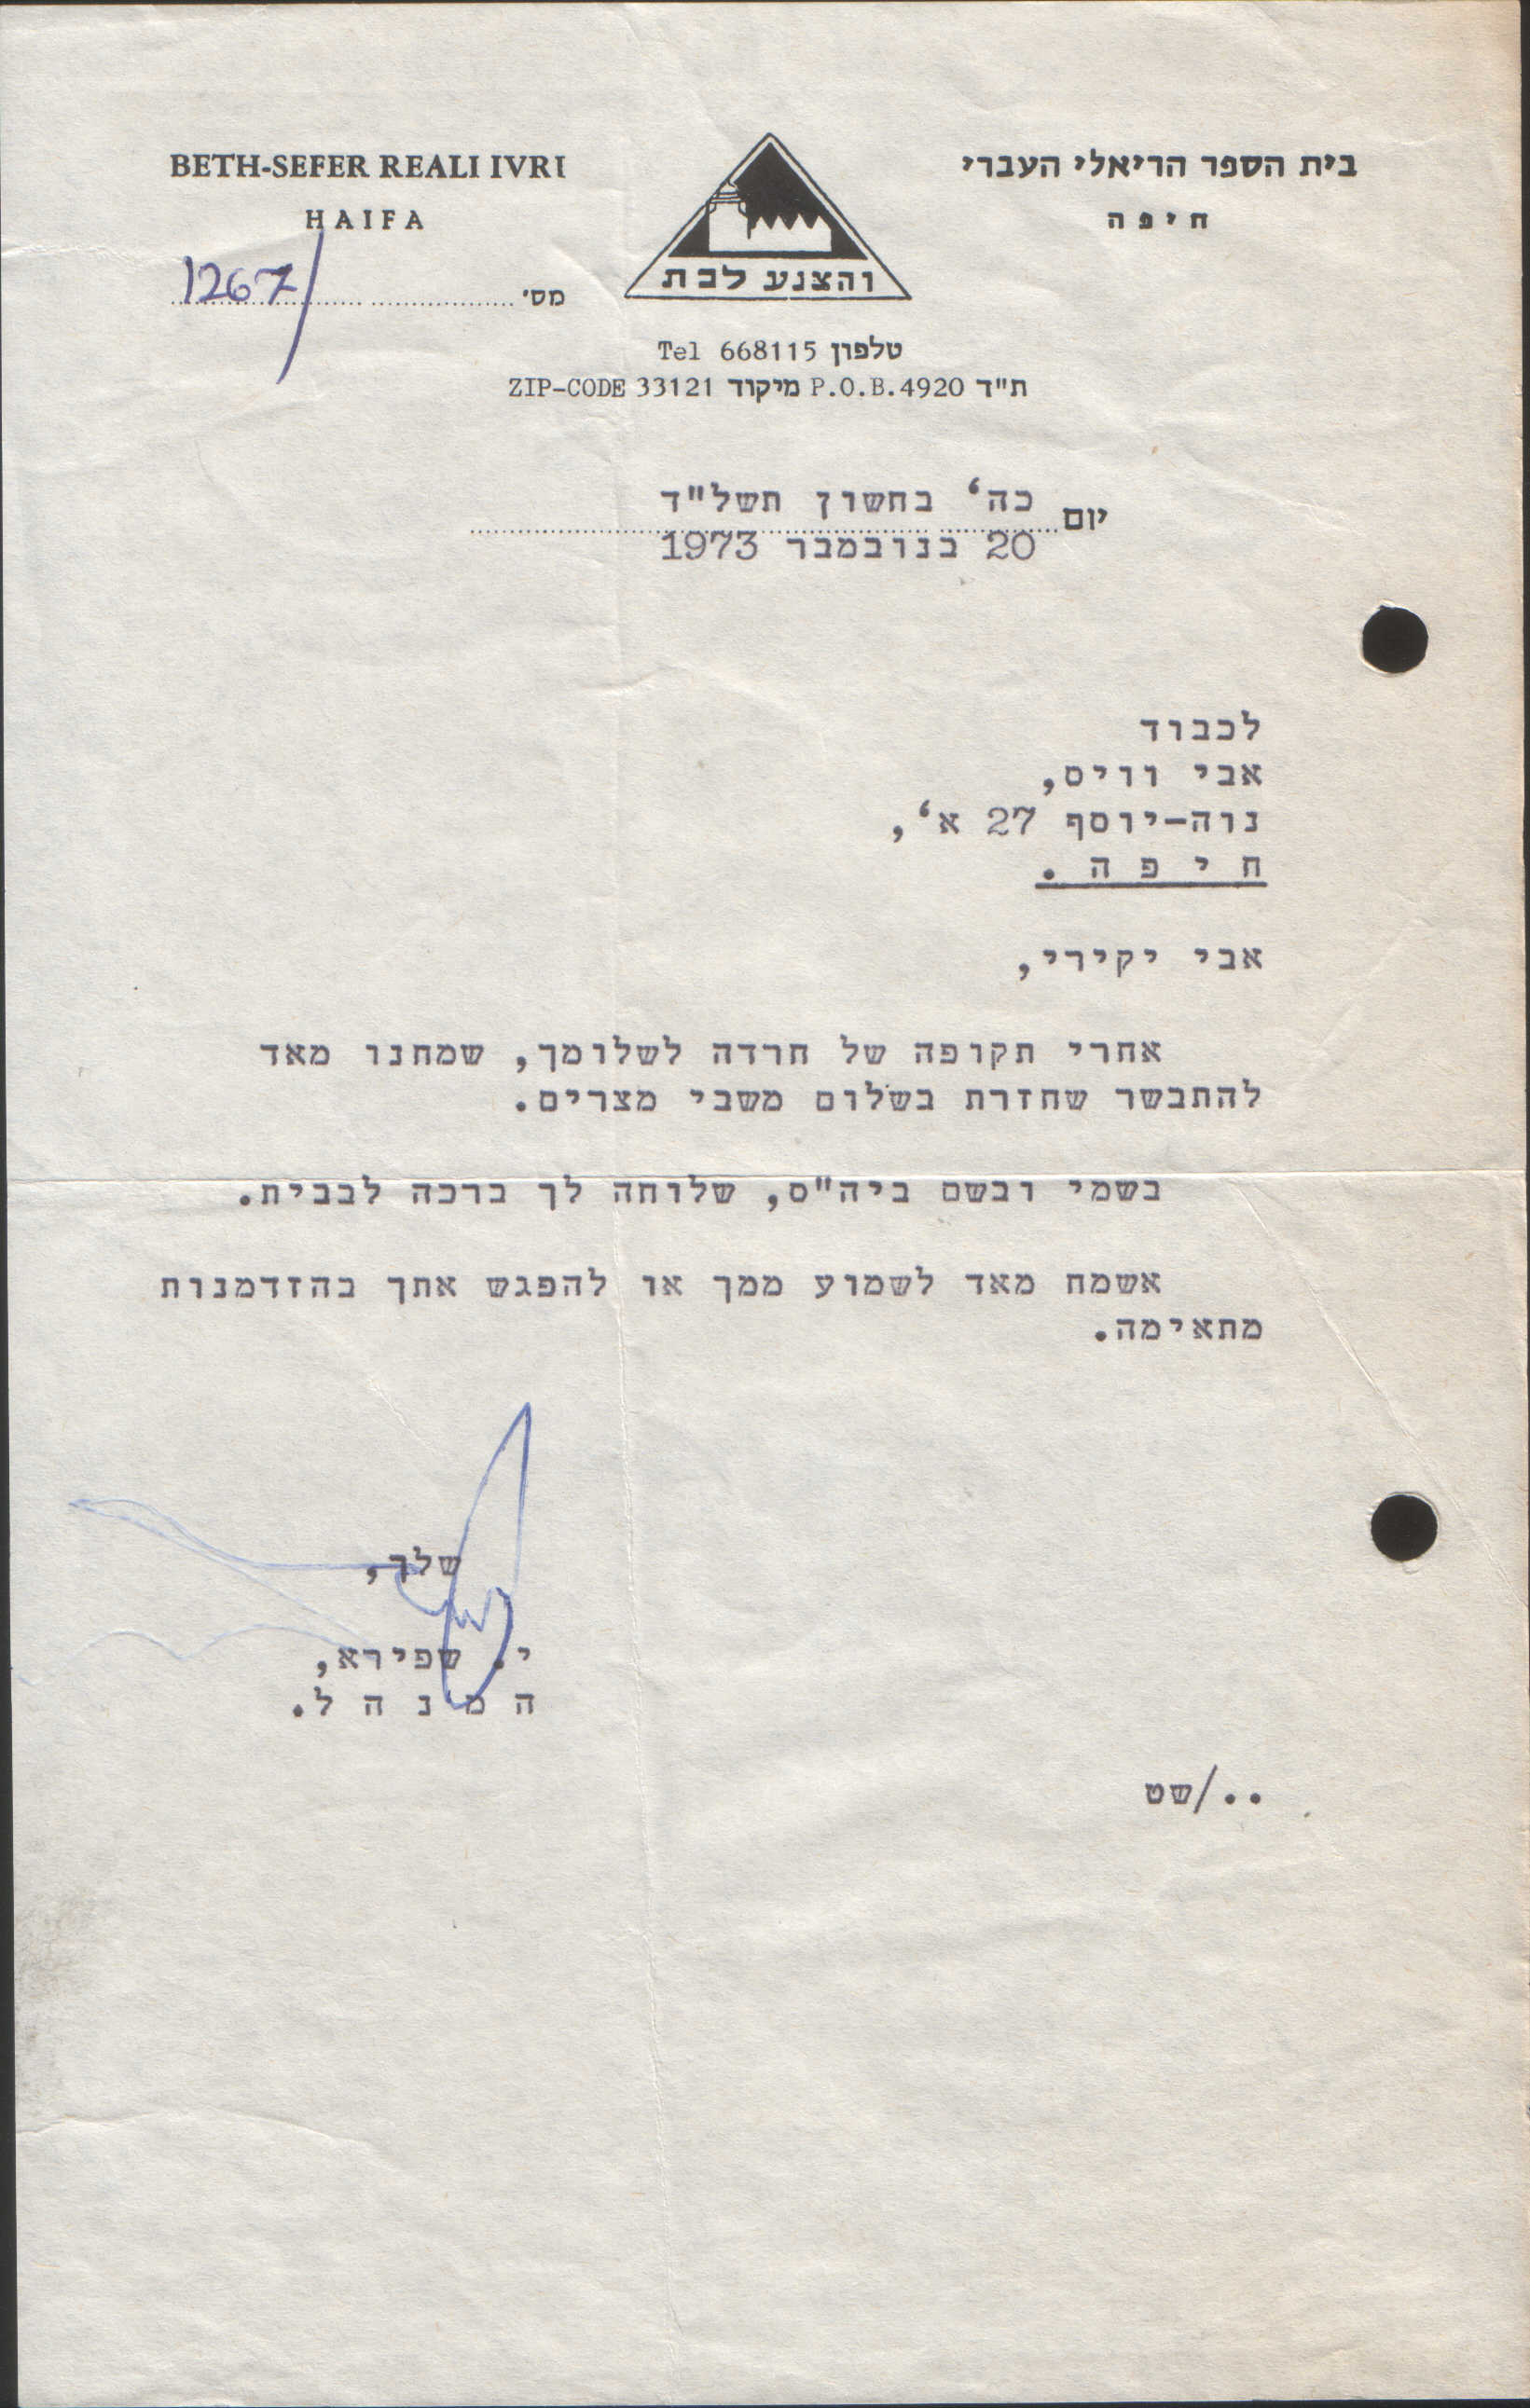 בית הספר הריאלי העברי
חיפה
BETH-SEFER REALI IVRI
HAIFA
והצנע לכת
מס' 1267/
טלפון Tel 668115
ת"ד P.O.B.4920 מיקוד ZIP-CODE 33121
יום כה' בחשון תשל"ד
20 בנובמבר 1973
לכבוד
אבי ווייס,
נוה-יוסף 27 א',
ח י פ ה .
אבי יקירי,
אחרי תקופה של חרדה לשלומך, שמחנו מאד
להתבשר שחזרת בשלום משבי מצרים.
בשמי ובשם ביה"ס, שלוחה לך ברכה לבבית.
אשמח מאד לשמוע ממך או להפגש אתך בהזדמנות
מתאימה.
שלך,
י. שפירא,
ה מ נ ה ל.
../שט